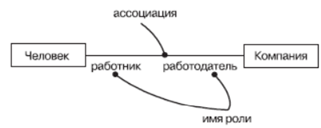 ассоциация
Человек
Компания
работник
работодатель
имя роли